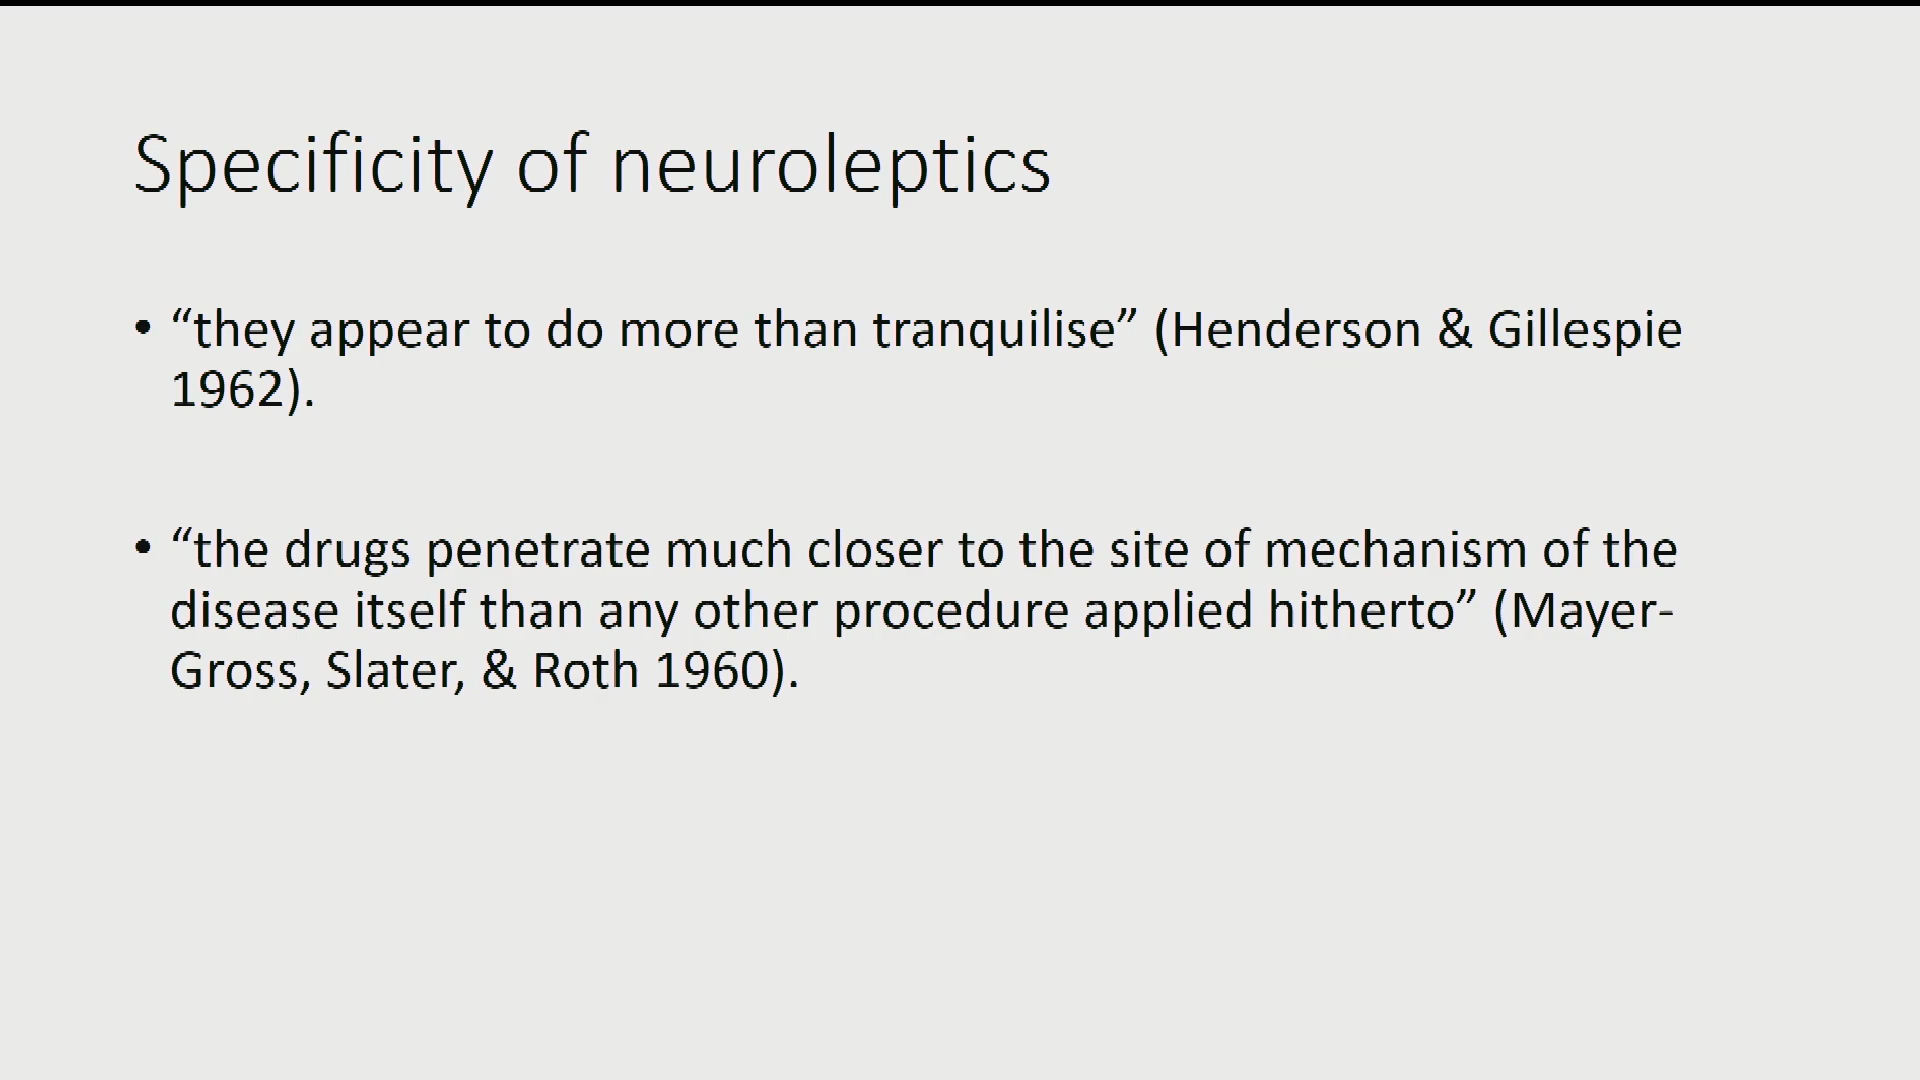 Specificity of neuroleptics
• “they appear to do more than tranquilise” (Henderson & Gillespie
1962).
• “the drugs penetrate much closer to the site of mechanism of the
disease itself than any other procedure applied hitherto” (Mayer-
Gross, Slater, & Roth 1960).